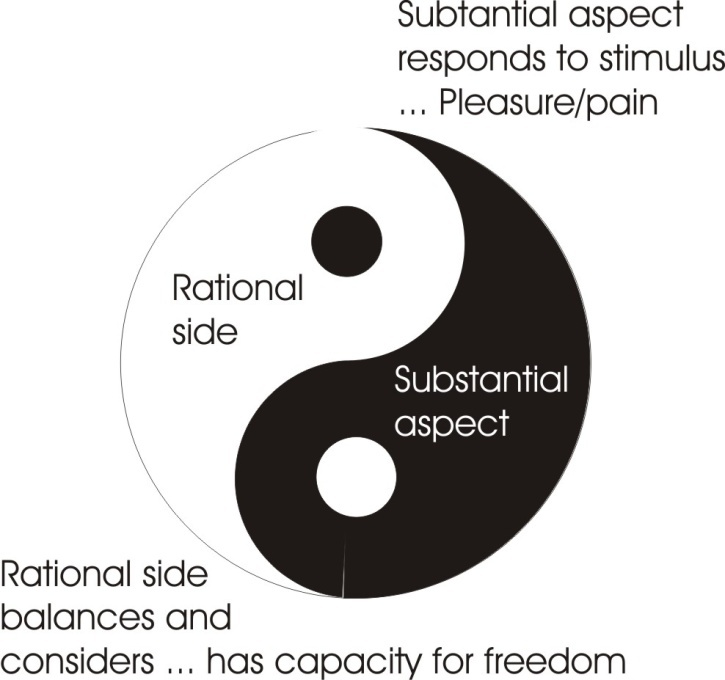 Subtantial aspect
responds to stimulus
... Pleasure/pain
Rational
side
Substantial
aspect
Rational side
balances and
considers ... has capacity for freedom